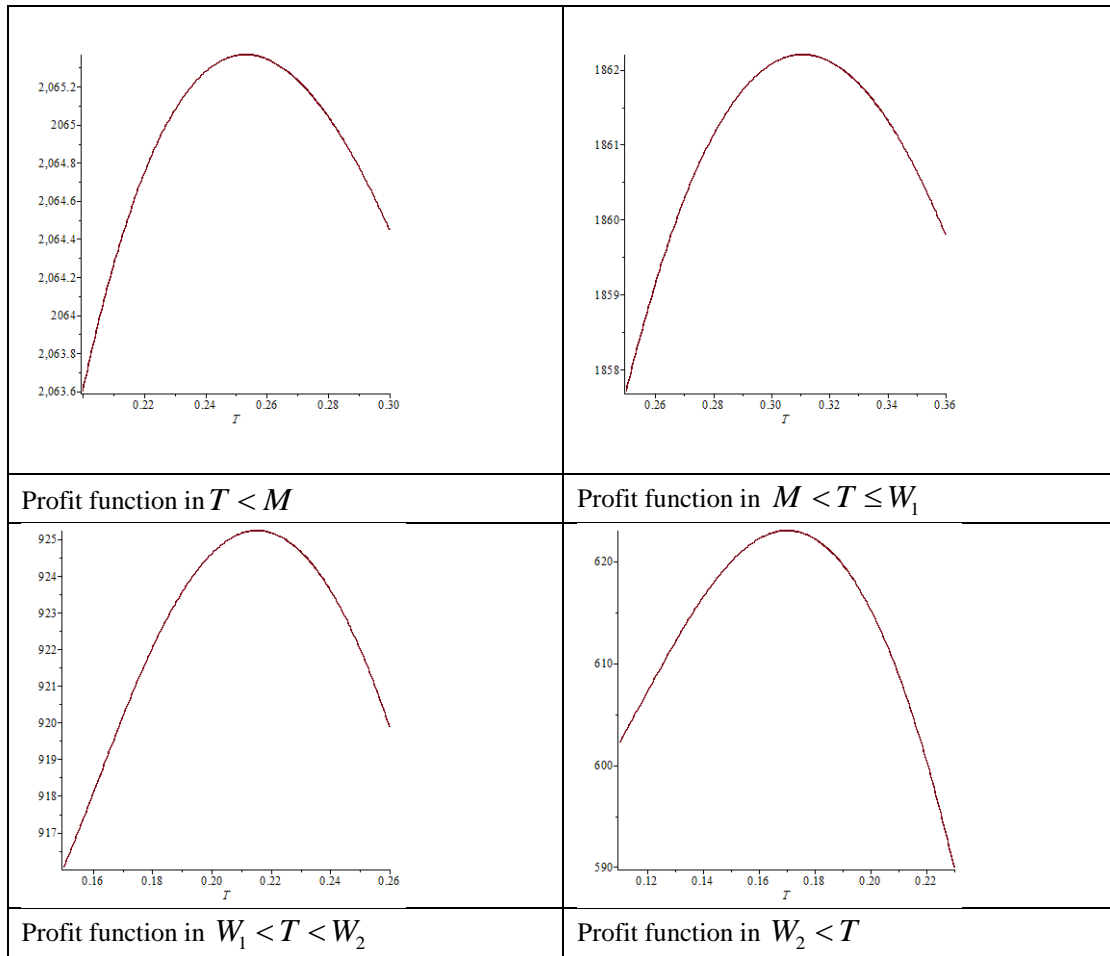 2,065.2
2065
2,064.8
2,064.6
2,064.4
2,064.2
2064
2,063.8
2,063.6
0.22 0.24 0.26 0.28 0.30
T
1862
1861
1860
1859
1858
0.26 0.28 0.30 0.32 0.34 0.36
T
Profit function in T < M
Profit function in M < T ≤ W₁
925
924
923
922
921
920
919
918
917
0.16 0.18 0.20 0.22 0.24 0.26
T
620
610
600
590
0.12 0.14 0.16 0.18 0.20 0.22
T
Profit function in W₁ < T < W₂
Profit function in W₂ < T